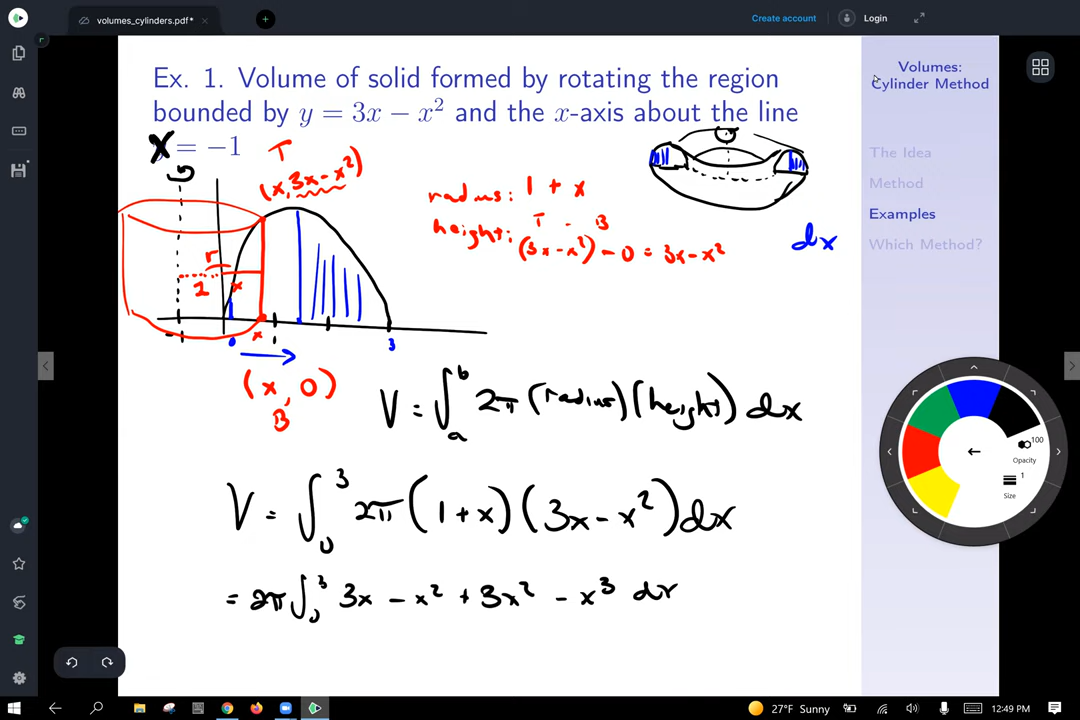 volumes_cylinders.pdf*
Create account
Login
Ex. 1. Volume of solid formed by rotating the region
bounded by y = 3x − x² and the x-axis about the line
x = −1
Volumes:
Cylinder Method
The Idea
Method
Examples
Which Method?
T
(x, 3x-x²)
radius: 1 + x
T - B
height: (3x-x²) - 0 = 3x-x²
dx
r
1
x
x
0
3
(x, 0)
B
V = ∫ₐᵇ 2π (radius)(height) dx
V = ∫₀³ 2π (1+x)(3x-x²) dx
= 2π ∫₀³ 3x - x² + 3x² - x³ dx
100
Opacity
1
Size
27°F Sunny
12:49 PM